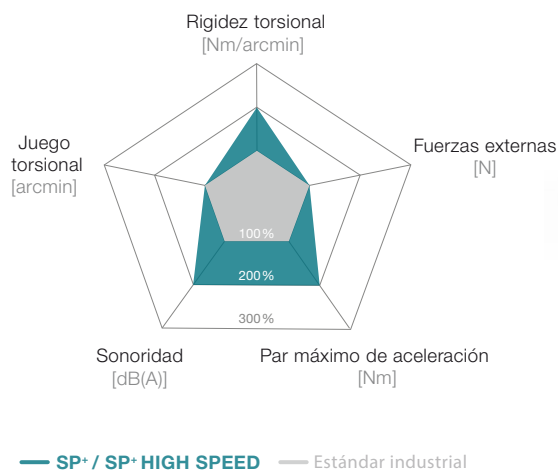 Rigidez torsional
[Nm/arcmin]
Juego
torsional
[arcmin]
Fuerzas externas
[N]
100 %
200 %
300 %
Sonoridad
[dB(A)]
Par máximo de aceleración
[Nm]
SP+ / SP+ HIGH SPEED
Estándar industrial